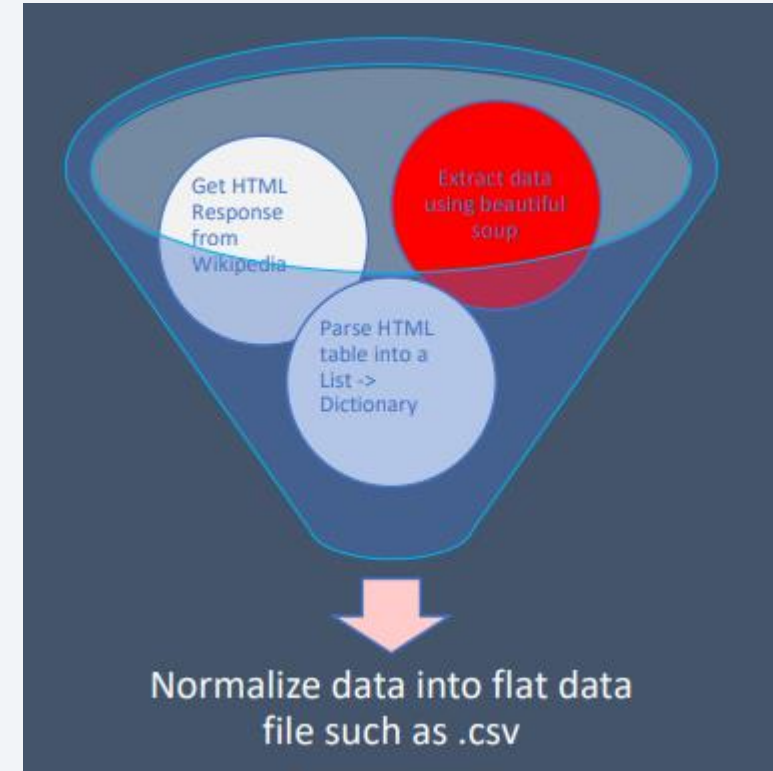 Get HTML
Response
from
Wikipedia
Extract data
using beautiful
soup
Parse HTML
table into a
List ->
Dictionary
Normalize data into flat data
file such as .csv